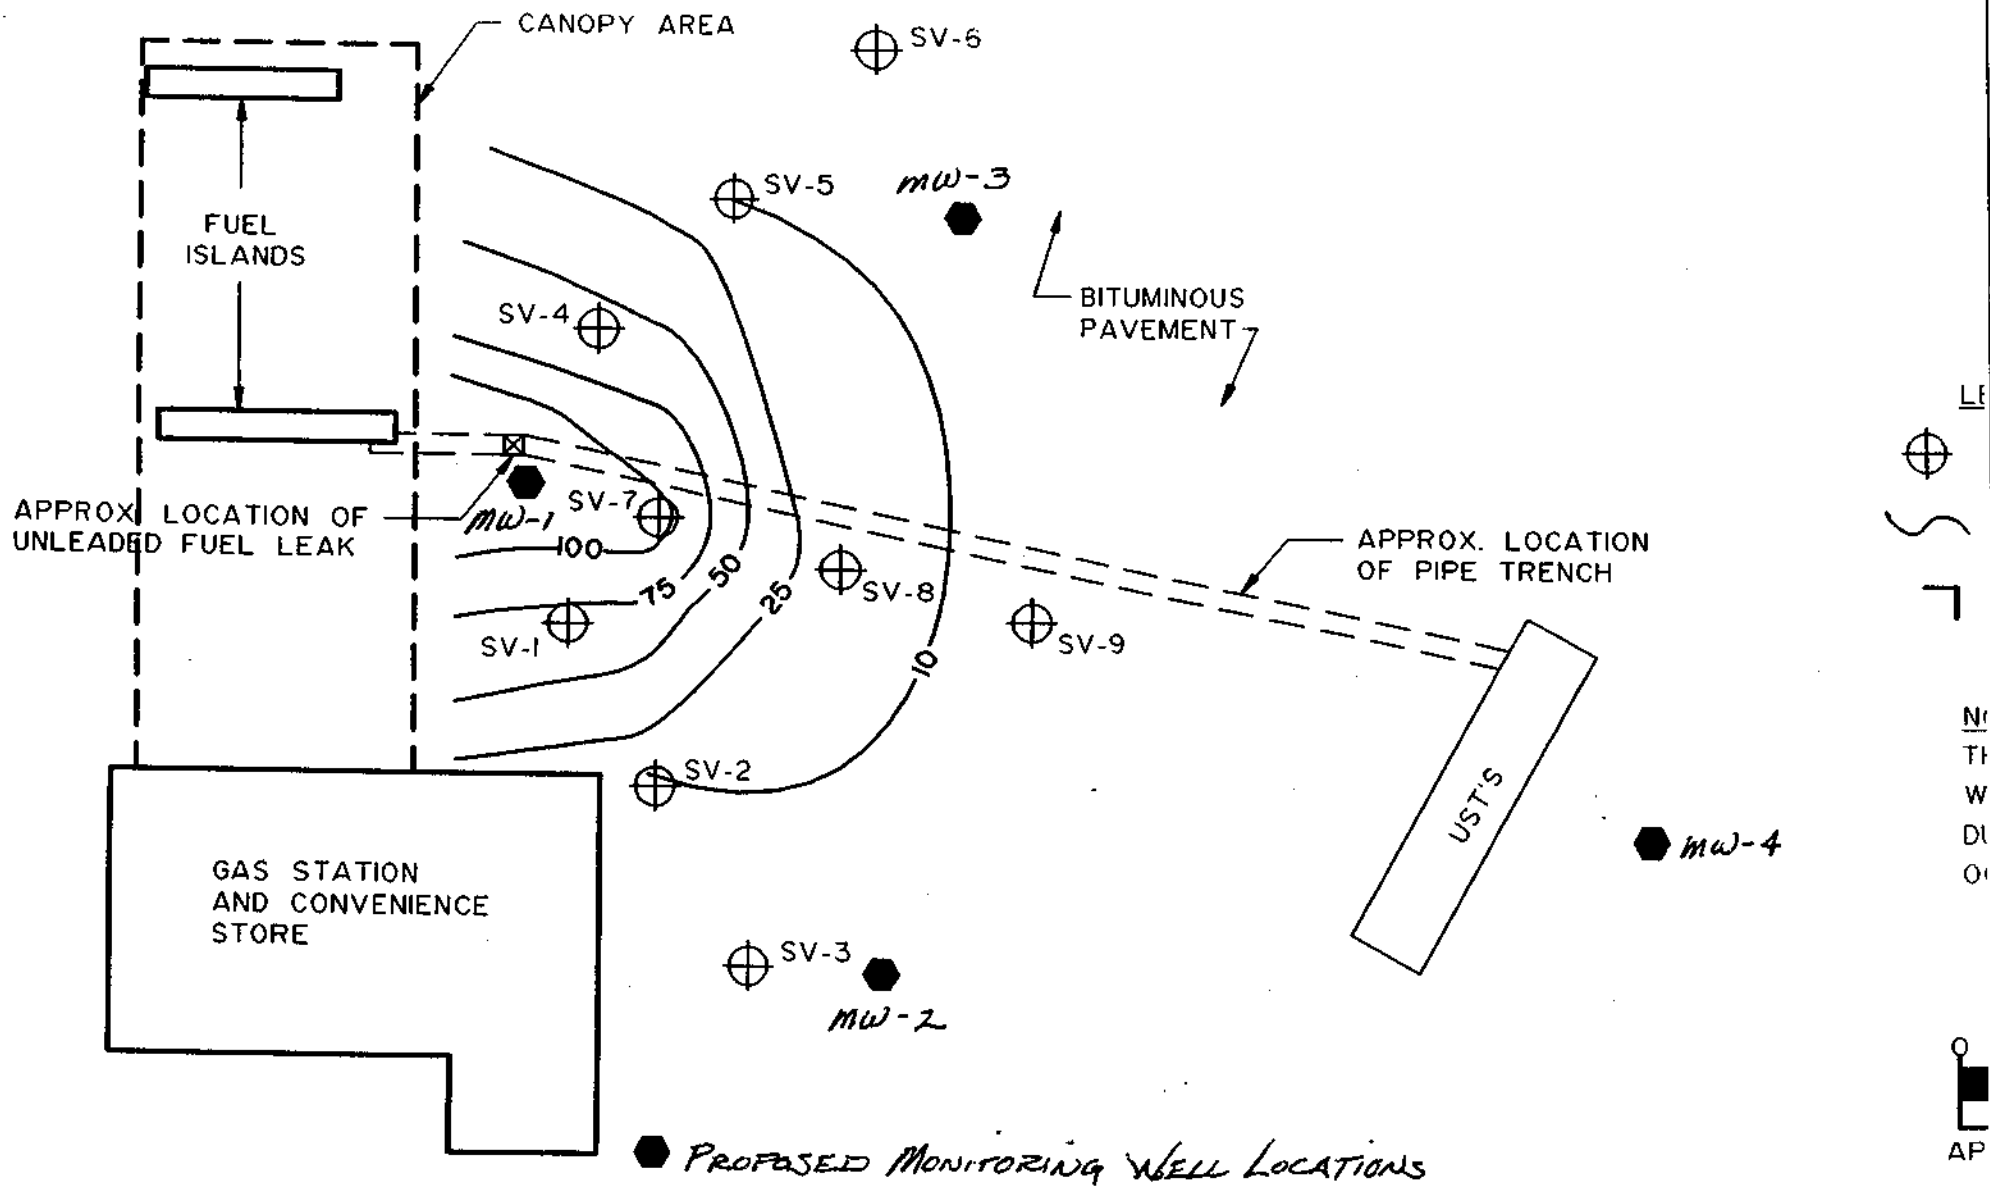 CANOPY AREA
SV-6
SV-5
MW-3
FUEL
ISLANDS
SV-4
BITUMINOUS
PAVEMENT
APPROX. LOCATION OF
UNLEADED FUEL LEAK
MW-1
SV-7
100
75
50
25
10
SV-8
SV-1
SV-9
APPROX. LOCATION
OF PIPE TRENCH
SV-2
UST'S
MW-4
GAS STATION
AND CONVENIENCE
STORE
SV-3
MW-2
PROPOSED MONITORING WELL LOCATIONS
O
AP